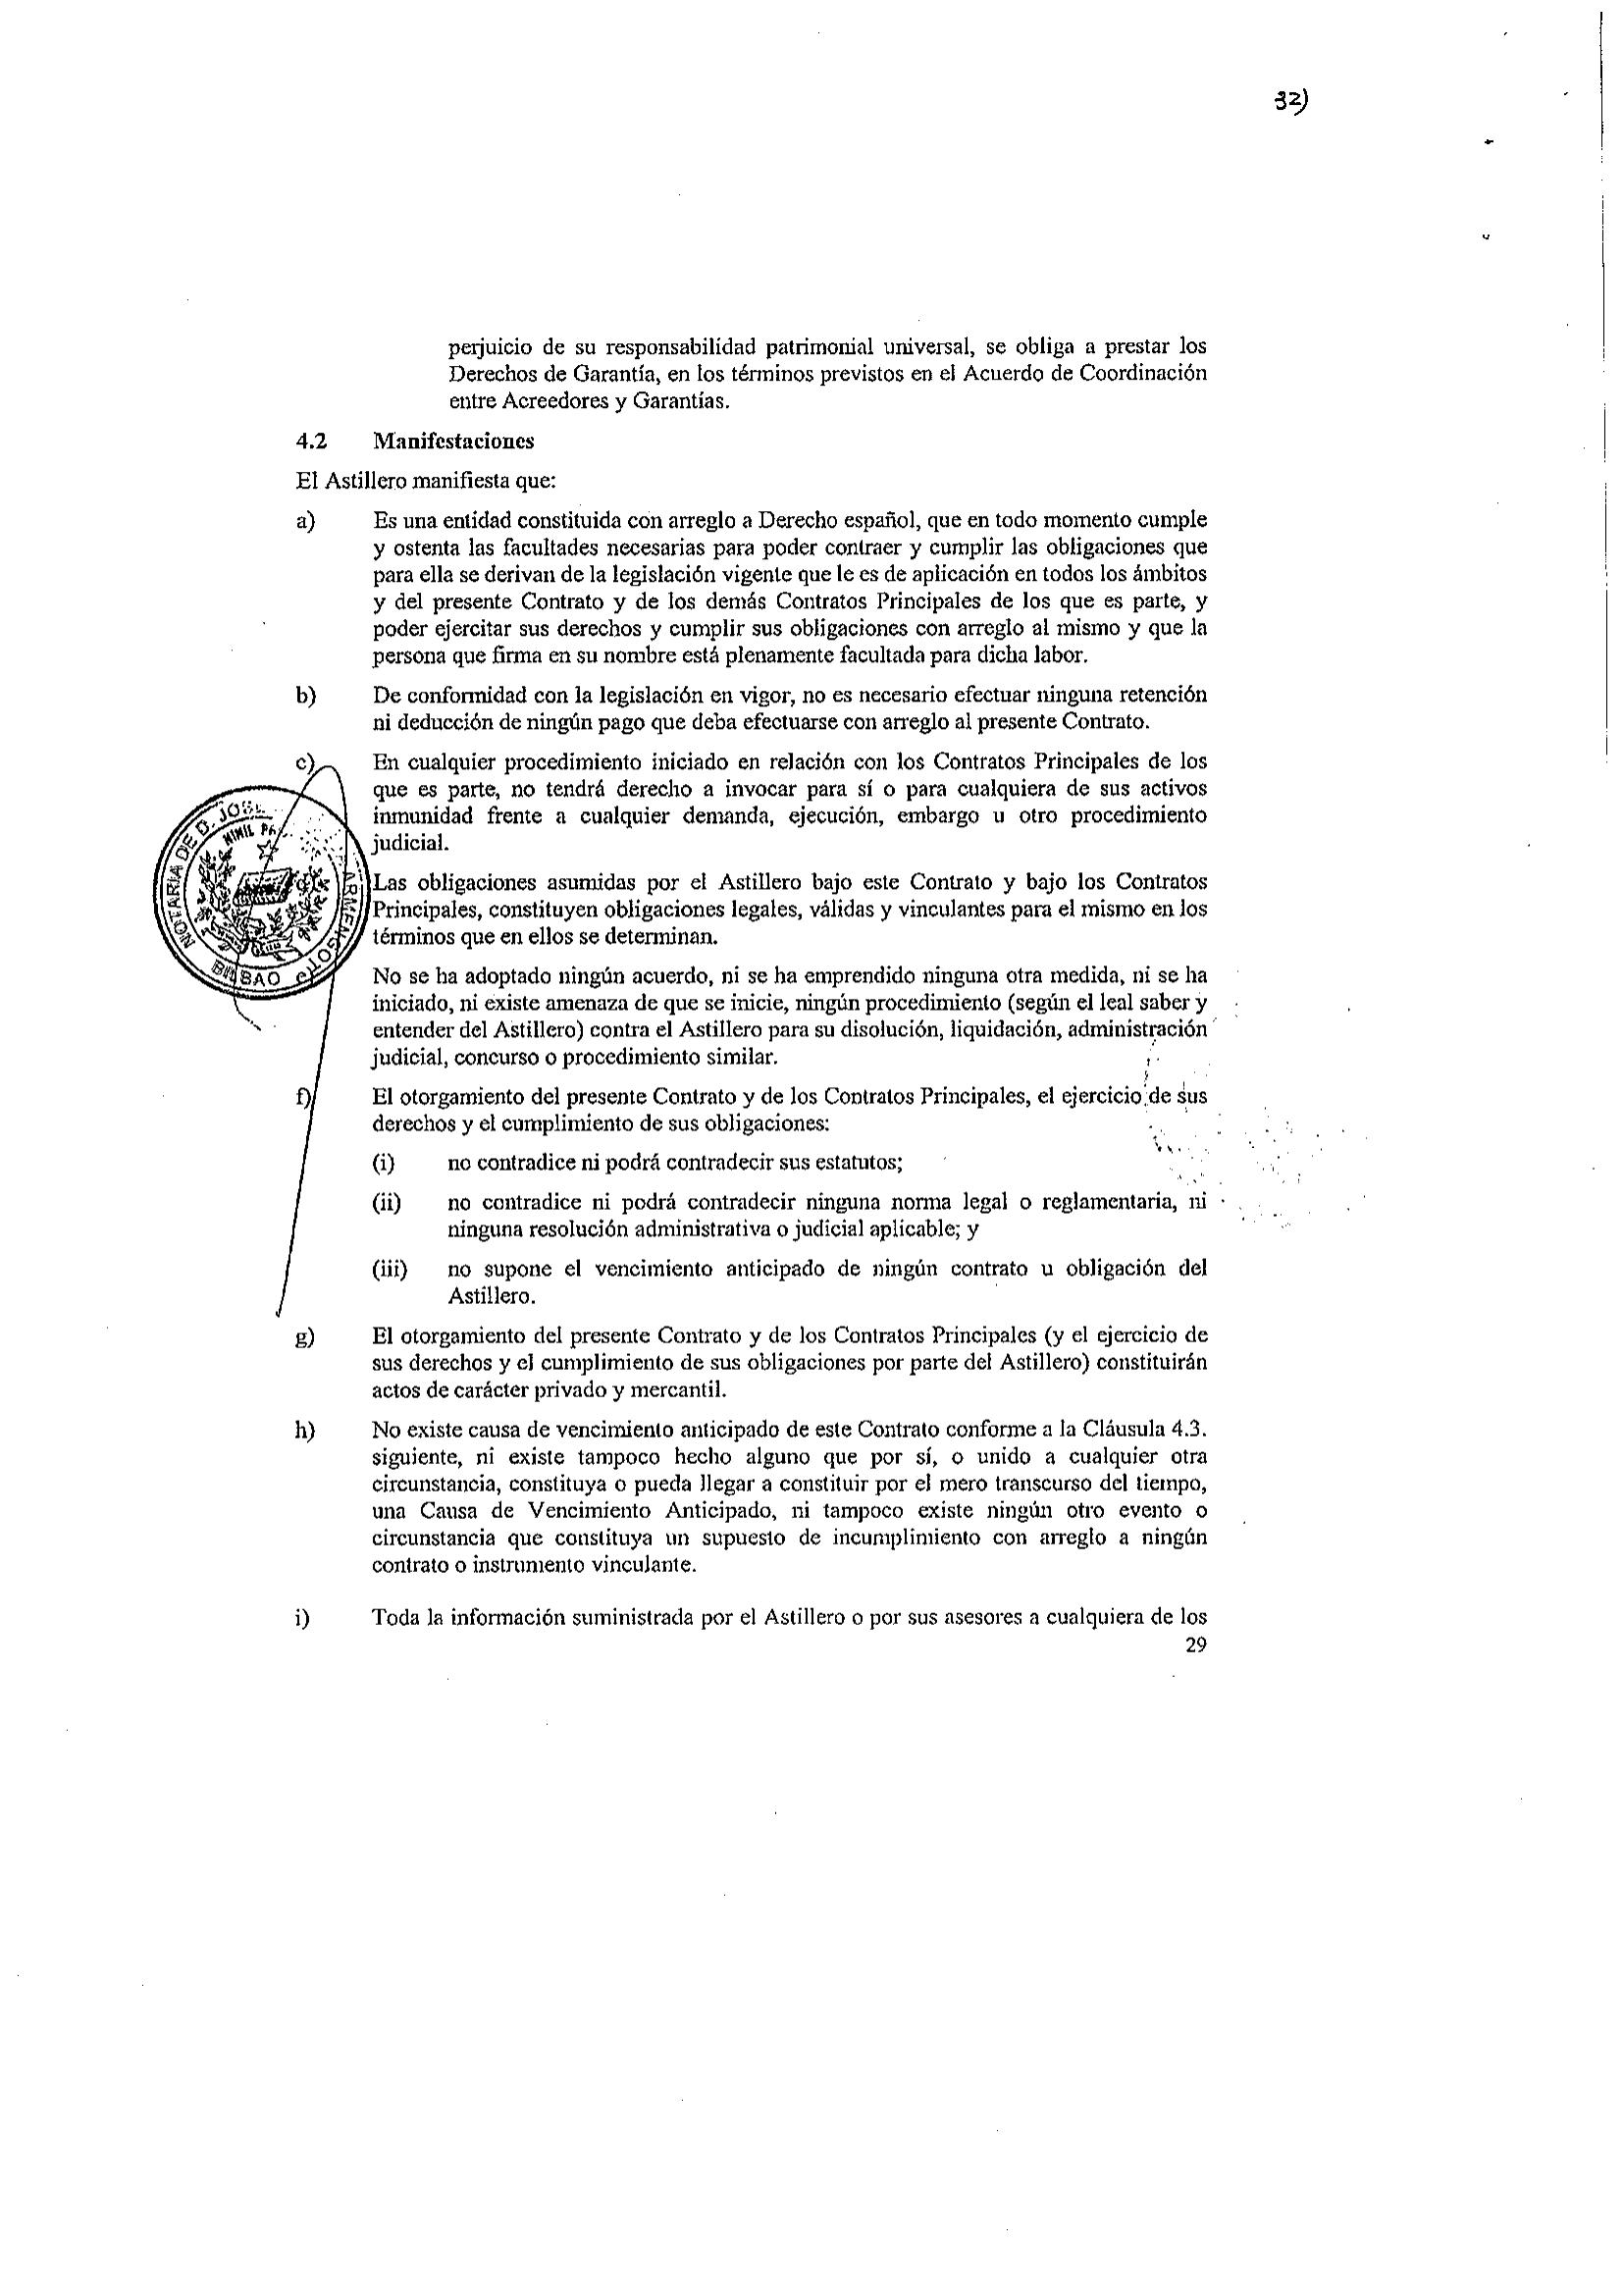 32)
perjuicio de su responsabilidad patrimonial universal, se obliga a prestar los
Derechos de Garantía, en los términos previstos en el Acuerdo de Coordinación
entre Acreedores y Garantías.
4.2 Manifestaciones
El Astillero manifiesta que:
a) Es una entidad constituida con arreglo a Derecho español, que en todo momento cumple
y ostenta las facultades necesarias para poder contraer y cumplir las obligaciones que
para ella se derivan de la legislación vigente que le es de aplicación en todos los ámbitos
y del presente Contrato y de los demás Contratos Principales de los que es parte, y
poder ejercitar sus derechos y cumplir sus obligaciones con arreglo al mismo y que la
persona que firma en su nombre está plenamente facultada para dicha labor.
b) De conformidad con la legislación en vigor, no es necesario efectuar ninguna retención
ni deducción de ningún pago que deba efectuarse con arreglo al presente Contrato.
c) En cualquier procedimiento iniciado en relación con los Contratos Principales de los
que es parte, no tendrá derecho a invocar para sí o para cualquiera de sus activos
inmunidad frente a cualquier demanda, ejecución, embargo u otro procedimiento
judicial.
NOTARIA DE D. JOSE
NIHIL
BILBAO
Las obligaciones asumidas por el Astillero bajo este Contrato y bajo los Contratos
Principales, constituyen obligaciones legales, válidas y vinculantes para el mismo en los
términos que en ellos se determinan.
No se ha adoptado ningún acuerdo, ni se ha emprendido ninguna otra medida, ni se ha
iniciado, ni existe amenaza de que se inicie, ningún procedimiento (según el leal saber y
entender del Astillero) contra el Astillero para su disolución, liquidación, administración
judicial, concurso o procedimiento similar.
f) El otorgamiento del presente Contrato y de los Contratos Principales, el ejercicio de sus
derechos y el cumplimiento de sus obligaciones:
(i) no contradice ni podrá contradecir sus estatutos;
(ii) no contradice ni podrá contradecir ninguna norma legal o reglamentaria, ni
ninguna resolución administrativa o judicial aplicable; y
(iii) no supone el vencimiento anticipado de ningún contrato u obligación del
Astillero.
g) El otorgamiento del presente Contrato y de los Contratos Principales (y el ejercicio de
sus derechos y el cumplimiento de sus obligaciones por parte del Astillero) constituirán
actos de carácter privado y mercantil.
h) No existe causa de vencimiento anticipado de este Contrato conforme a la Cláusula 4.3.
siguiente, ni existe tampoco hecho alguno que por sí, o unido a cualquier otra
circunstancia, constituya o pueda llegar a constituir por el mero transcurso del tiempo,
una Causa de Vencimiento Anticipado, ni tampoco existe ningún otro evento o
circunstancia que constituya un supuesto de incumplimiento con arreglo a ningún
contrato o instrumento vinculante.
i) Toda la información suministrada por el Astillero o por sus asesores a cualquiera de los
29